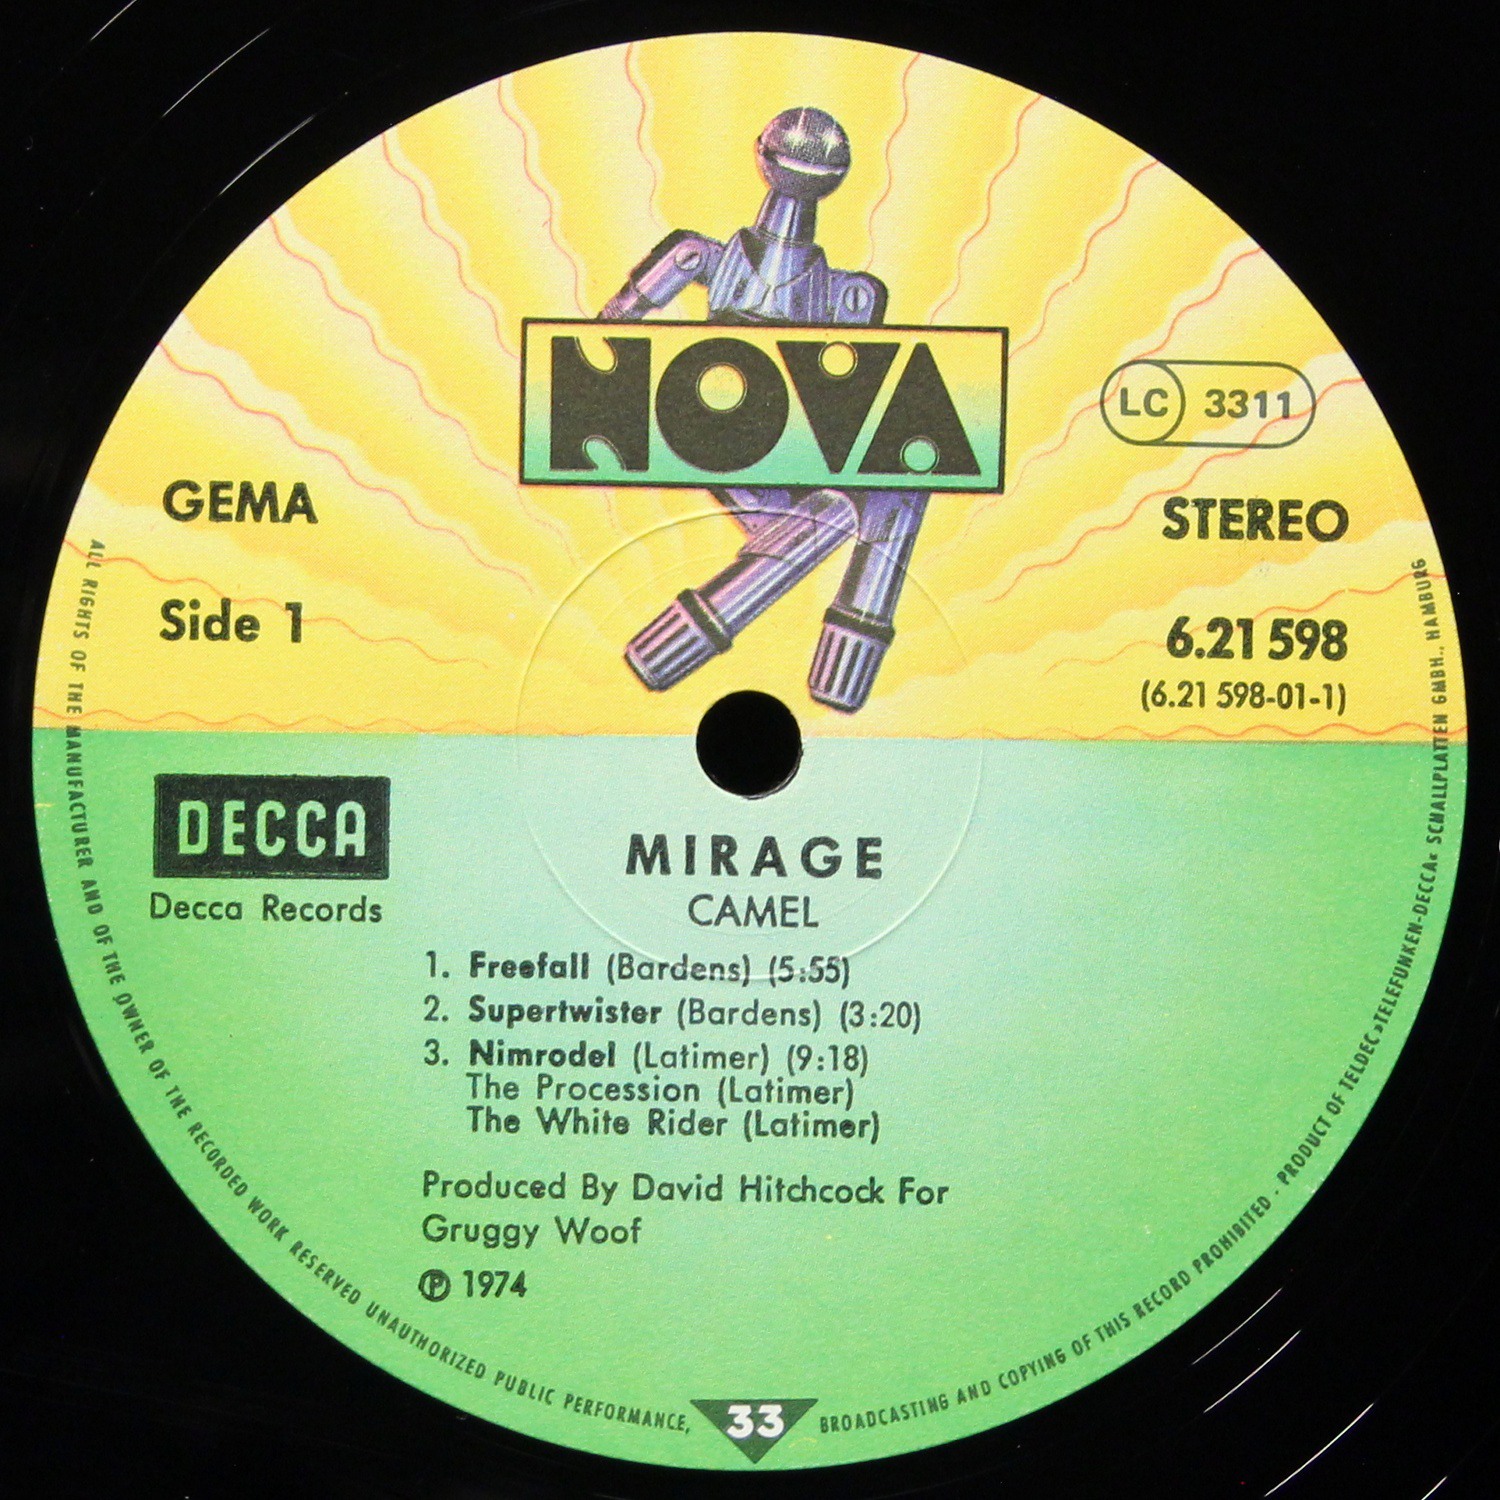 NOVA
LC 3311
GEMA
STEREO
Side 1
6.21 598
(6.21 598-01-1)
DECCA
Decca Records
MIRAGE
CAMEL
1. Freefall (Bardens) (5:55)
2. Supertwister (Bardens) (3:20)
3. Nimrodel (Latimer) (9:18)
The Procession (Latimer)
The White Rider (Latimer)
Produced By David Hitchcock For
Gruggy Woof
℗ 1974
ALL RIGHTS OF THE MANUFACTURER AND OF THE OWNER OF THE RECORDED WORK RESERVED UNAUTHORIZED PUBLIC PERFORMANCE,
33
BROADCASTING AND COPYING OF THIS RECORD PROHIBITED · PRODUCT OF TELDEC »TELEFUNKEN-DECCA« SCHALLPLATTEN GMBH., HAMBURG